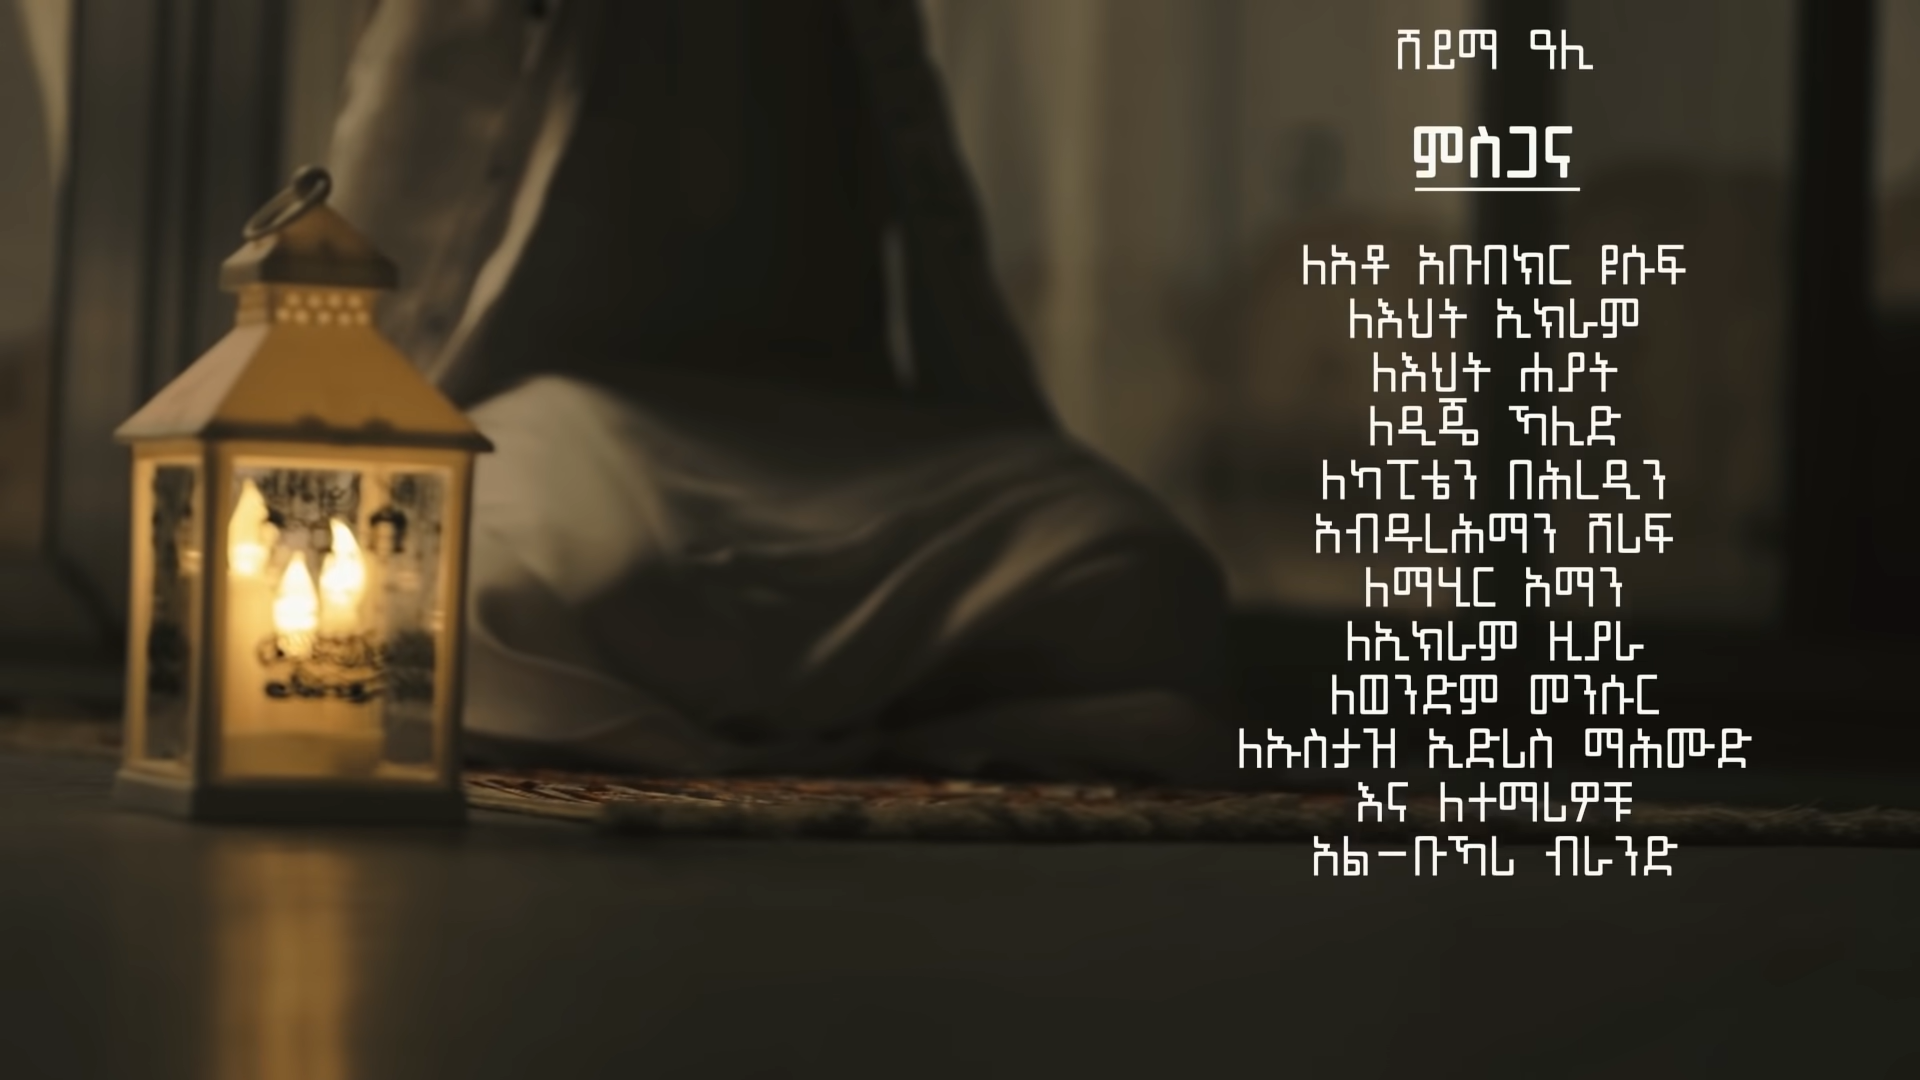 ሸይማ ዓሊ
ምስጋና
ለአቶ አቡበክር ዩሱፍ
ለእህት ኢክራም
ለእህት ሐያት
ለዲጄ ኻሊድ
ለካፒቴን በሕረዲን
አብዱረሕማን ሸሪፍ
ለማሂር አማን
ለኢክራም ዚያራ
ለወንድም መንሱር
ለኡስታዝ ኢድሪስ ማሕሙድ
እና ለተማሪዎቹ
አል-ቡኻሪ ብራንድ